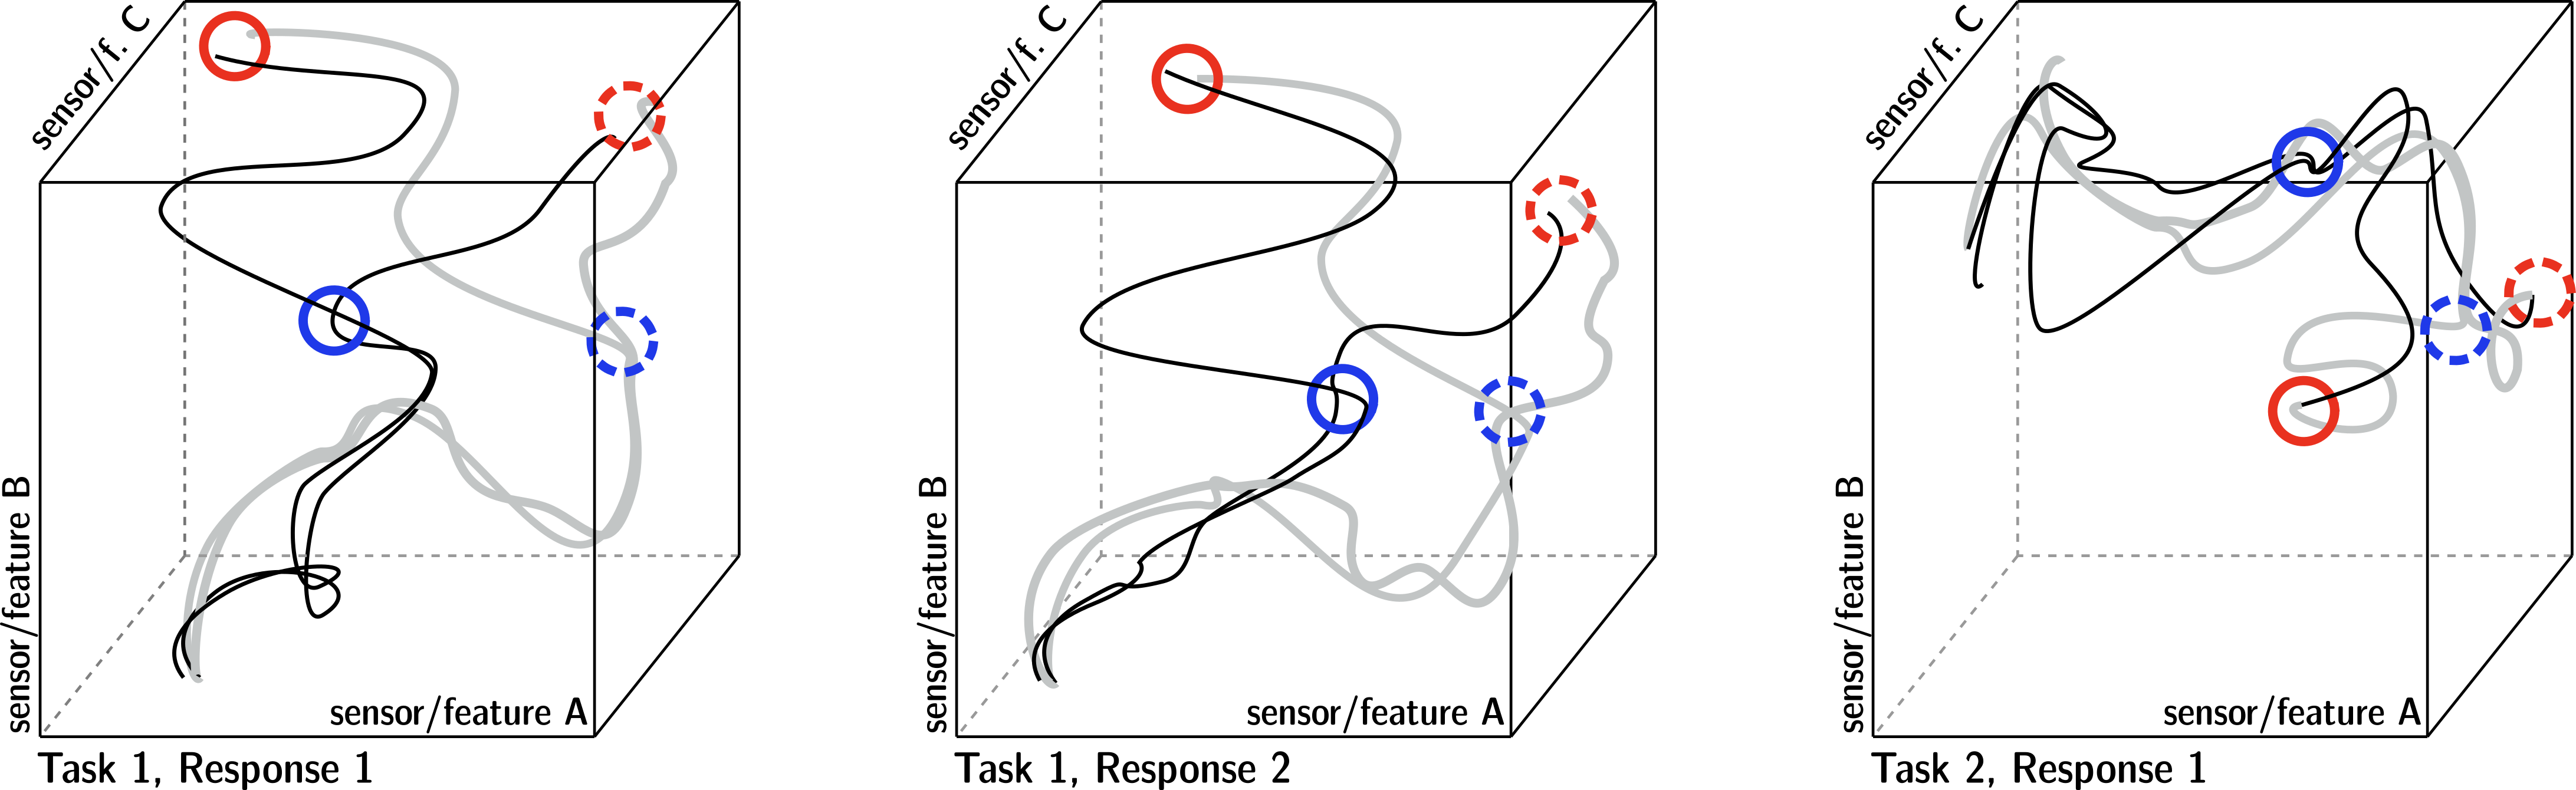 sensor/f. C
sensor/feature B
sensor/feature A
Task 1, Response 1
sensor/f. C
sensor/feature B
sensor/feature A
Task 1, Response 2
sensor/f. C
sensor/feature B
sensor/feature A
Task 2, Response 1